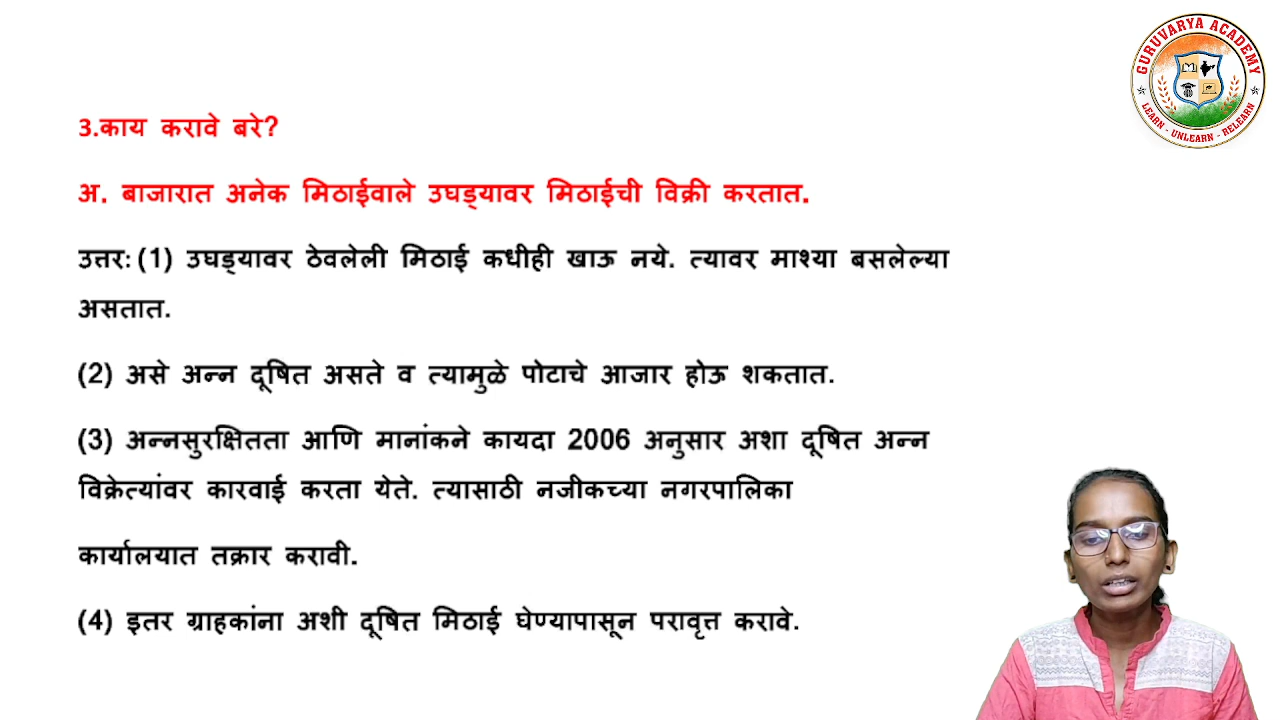 GURUVARYA ACADEMY
LEARN - UNLEARN - RELEARN
3.काय करावे बरे?
अ. बाजारात अनेक मिठाईवाले उघड्यावर मिठाईची विक्री करतात.
उत्तर: (1) उघड्यावर ठेवलेली मिठाई कधीही खाऊ नये. त्यावर माश्या बसलेल्या
असतात.
(2) असे अन्न दूषित असते व त्यामुळे पोटाचे आजार होऊ शकतात.
(3) अन्नसुरक्षितता आणि मानांकने कायदा 2006 अनुसार अशा दूषित अन्न
विक्रेत्यांवर कारवाई करता येते. त्यासाठी नजीकच्या नगरपालिका
कार्यालयात तक्रार करावी.
(4) इतर ग्राहकांना अशी दूषित मिठाई घेण्यापासून परावृत्त करावे.